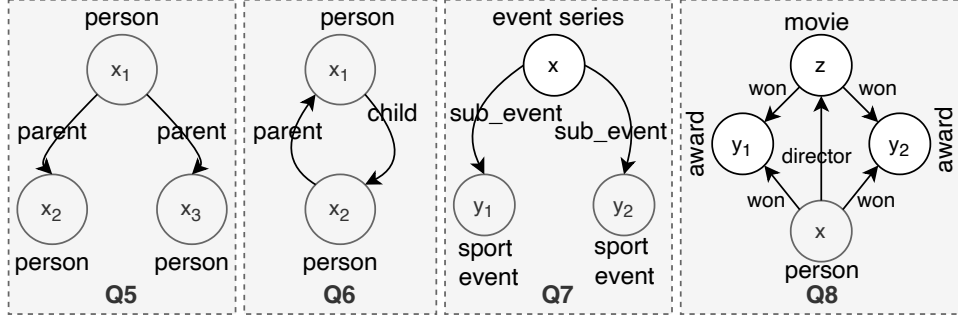 person
x1
parent
parent
x2
x3
person
person
Q5
person
x1
parent
child
x2
person
Q6
event series
x
sub_event
sub_event
y1
y2
sport
event
sport
event
Q7
movie
z
won
won
award
y1
director
y2
award
won
won
x
person
Q8